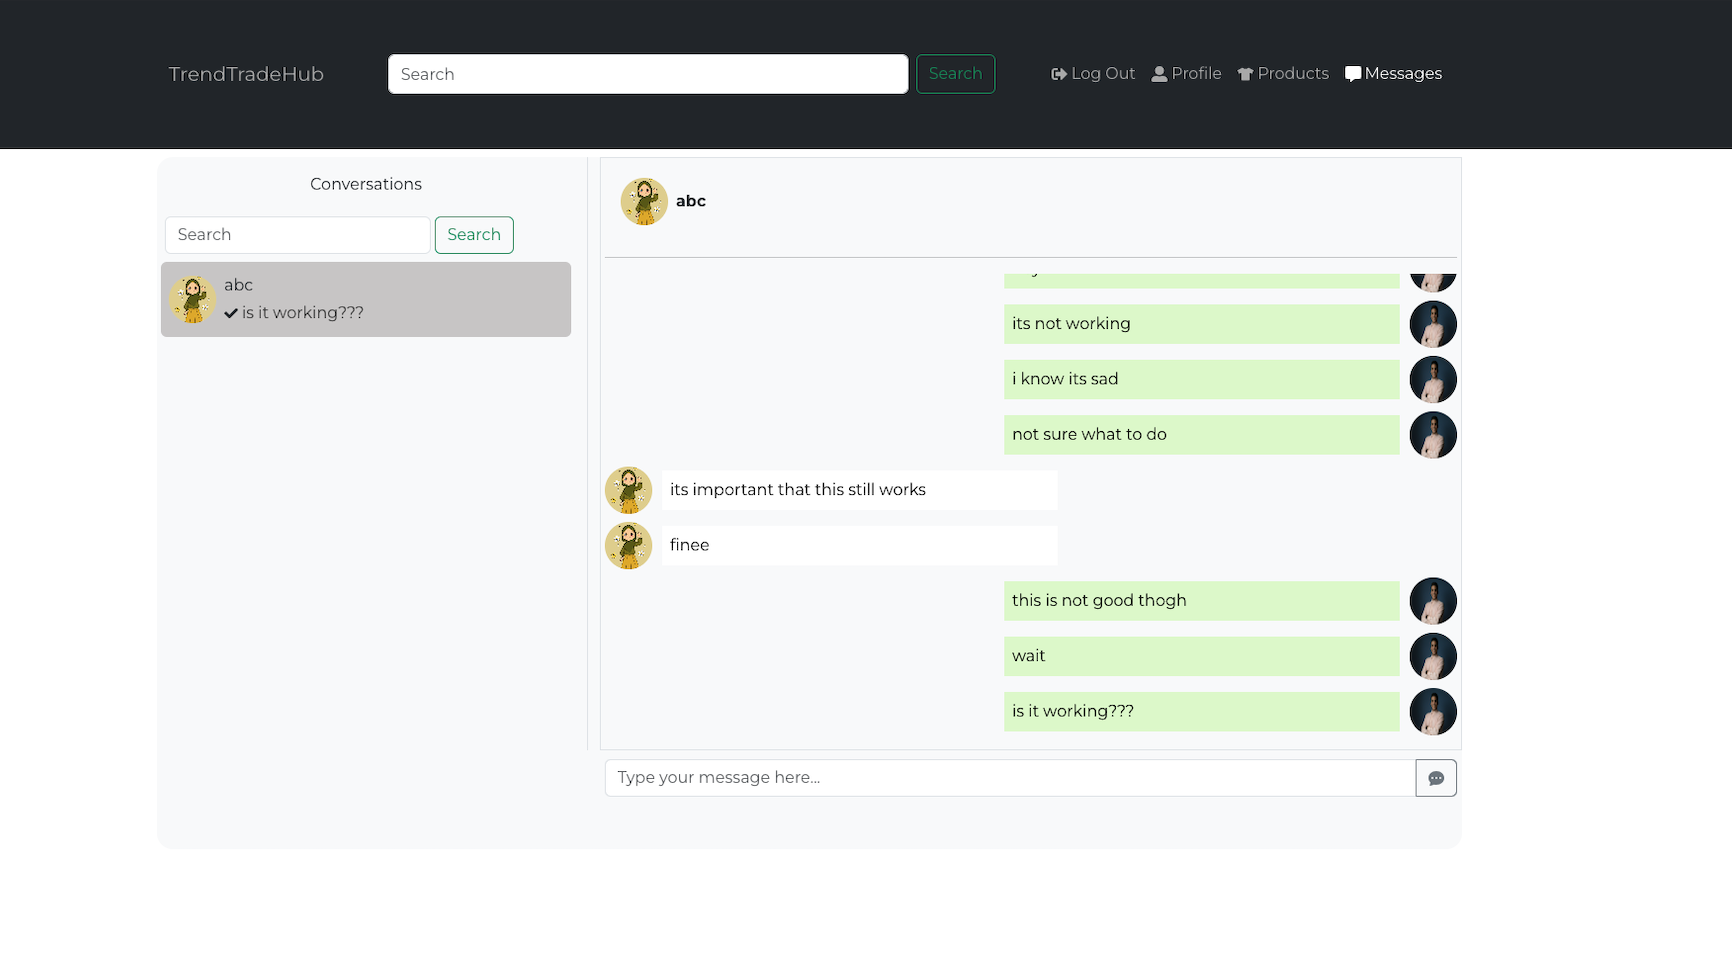 TrendTradeHub
Search
Search
Log Out
Profile
Products
Messages
Conversations
Search
Search
abc
is it working???
abc
its not working
i know its sad
not sure what to do
its important that this still works
finee
this is not good thogh
wait
is it working???
Type your message here...